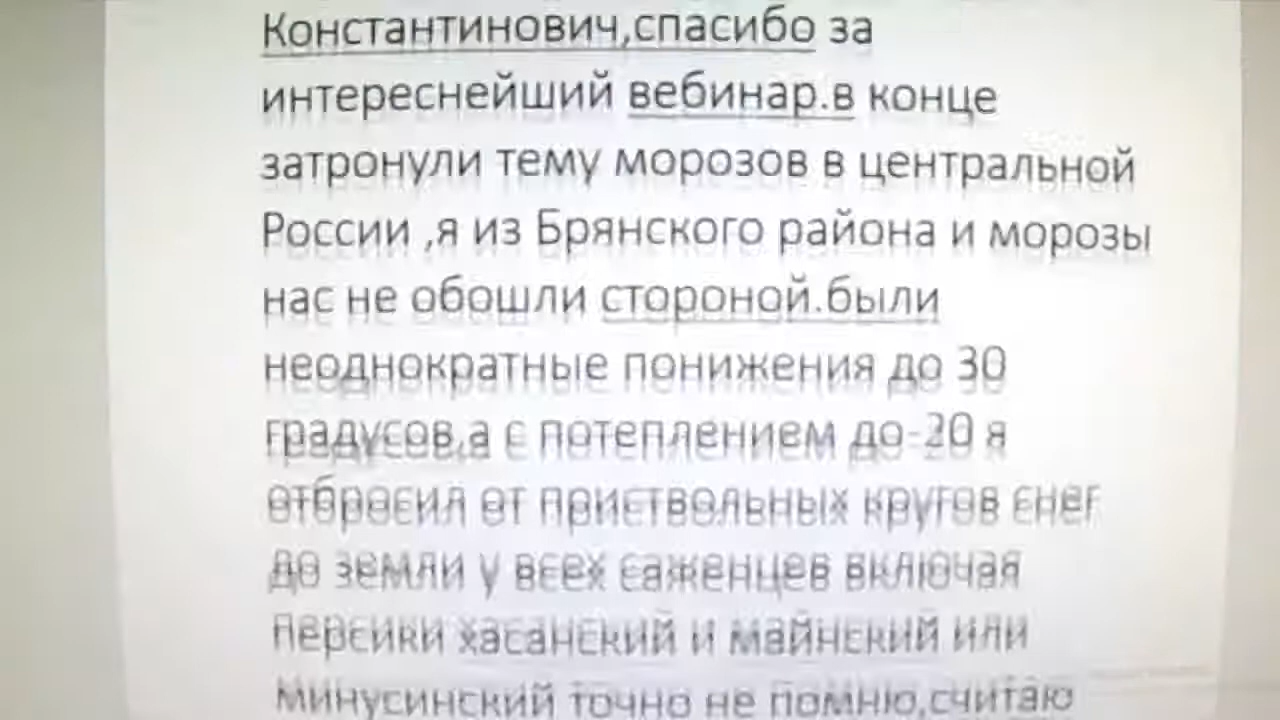 Константинович,спасибо за
интереснейший вебинар.в конце
затронули тему морозов в центральной
России ,я из Брянского района и морозы
нас не обошли стороной.были
неоднократные понижения до 30
градусов,а с потеплением до-20 я
отбросил от приствольных кругов снег
до земли у всех саженцев включая
персики хасанский и майнский или
минусинский точно не помню,считаю